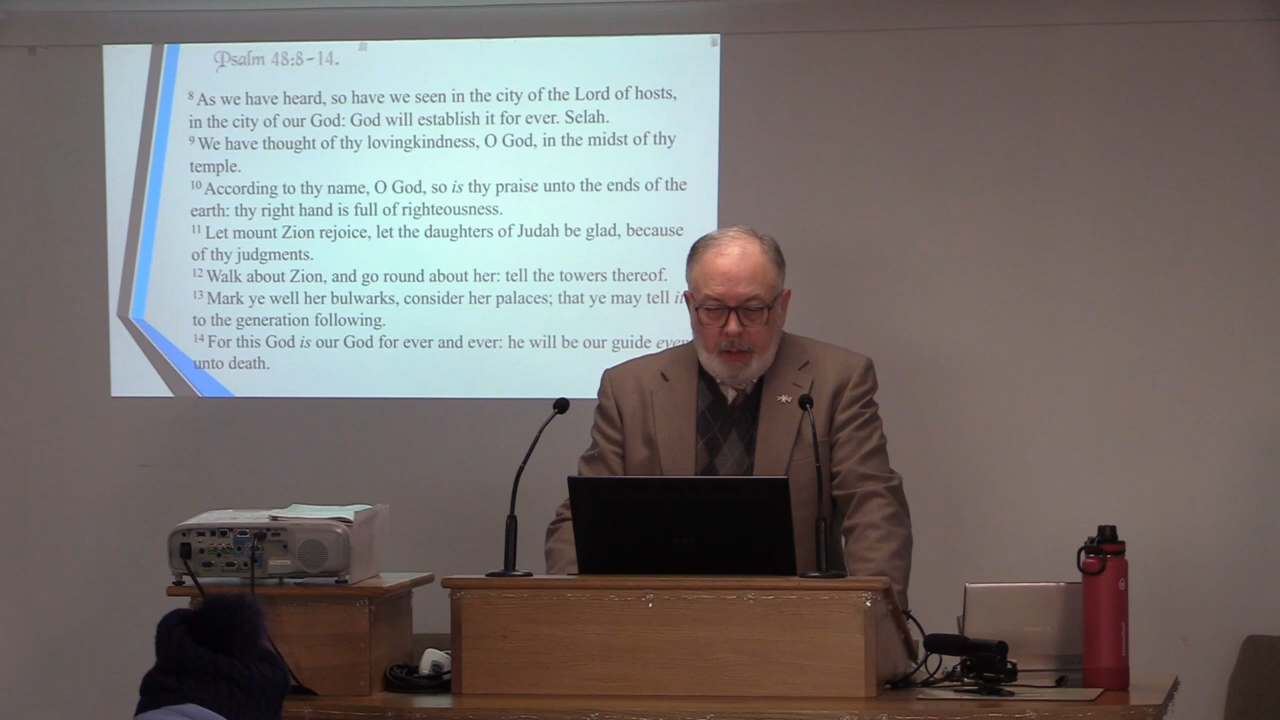 Psalm 48:8-14.
8 As we have heard, so have we seen in the city of the Lord of hosts,
in the city of our God: God will establish it for ever. Selah.
9 We have thought of thy lovingkindness, O God, in the midst of thy
temple.
10 According to thy name, O God, so is thy praise unto the ends of the
earth: thy right hand is full of righteousness.
11 Let mount Zion rejoice, let the daughters of Judah be glad, because
of thy judgments.
12 Walk about Zion, and go round about her: tell the towers thereof.
13 Mark ye well her bulwarks, consider her palaces; that ye may tell
to the generation following.
14 For this God is our God for ever and ever: he will be our guide even
unto death.